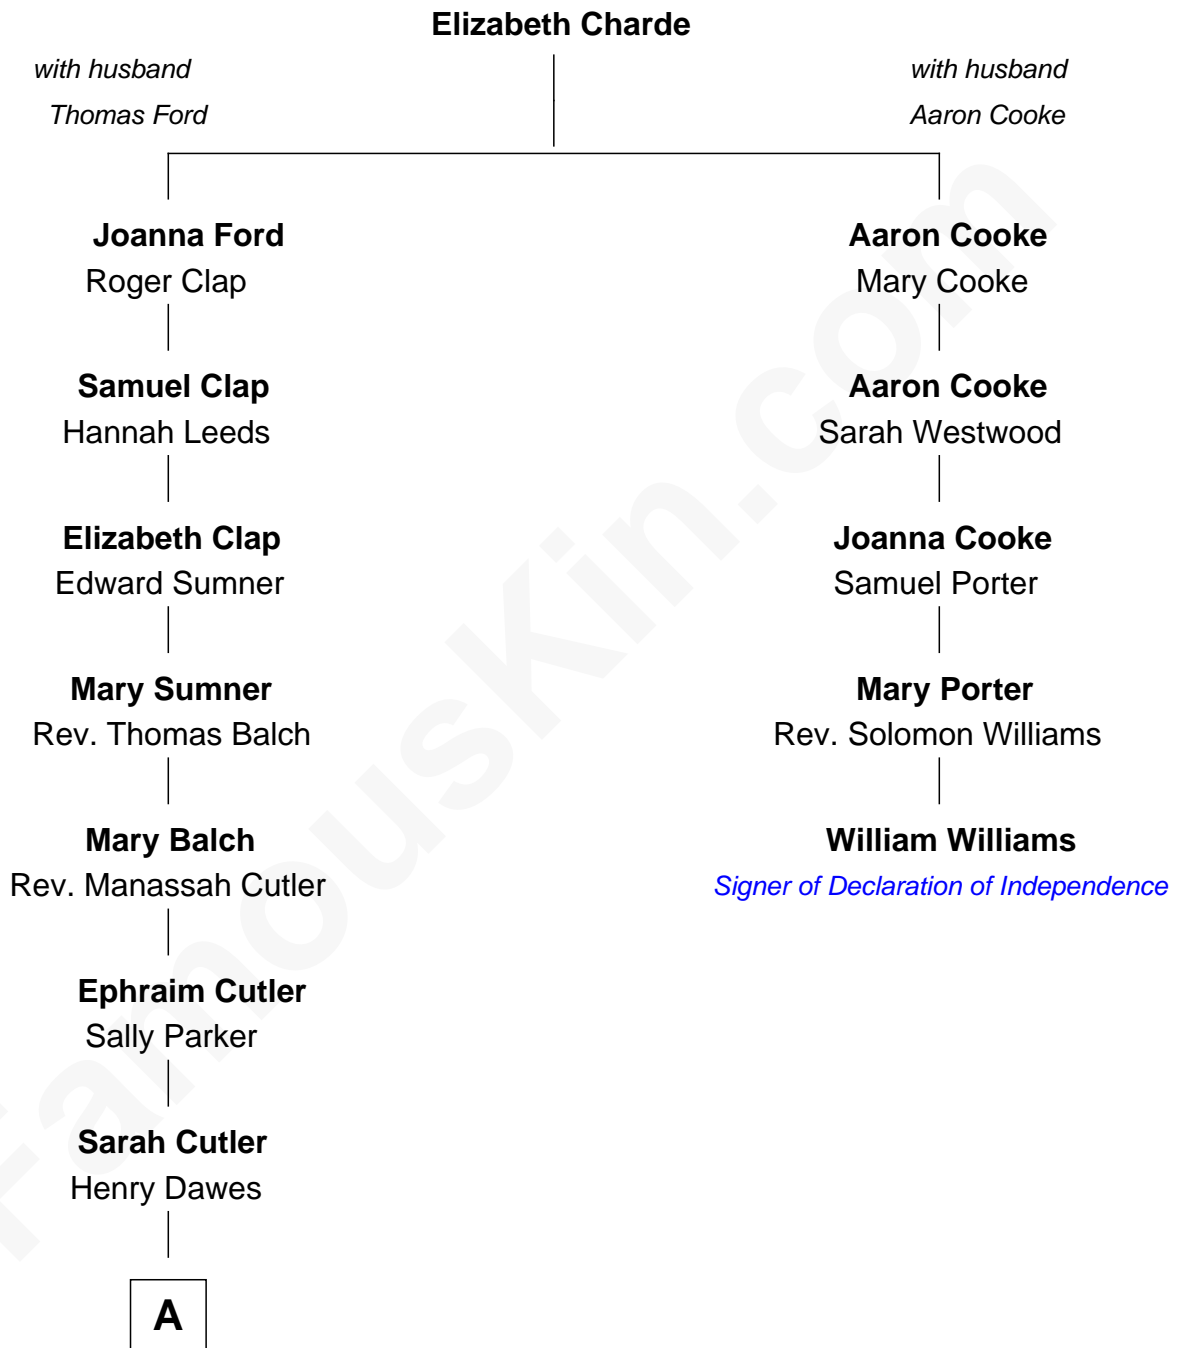 Elizabeth Charde
with husband
Thomas Ford
with husband
Aaron Cooke
Joanna Ford
Roger Clap
Aaron Cooke
Mary Cooke
Samuel Clap
Hannah Leeds
Aaron Cooke
Sarah Westwood
Elizabeth Clap
Edward Sumner
Joanna Cooke
Samuel Porter
Mary Sumner
Rev. Thomas Balch
Mary Porter
Rev. Solomon Williams
Mary Balch
Rev. Manassah Cutler
William Williams
Signer of Declaration of Independence
Ephraim Cutler
Sally Parker
Sarah Cutler
Henry Dawes
A
FamousKin.com